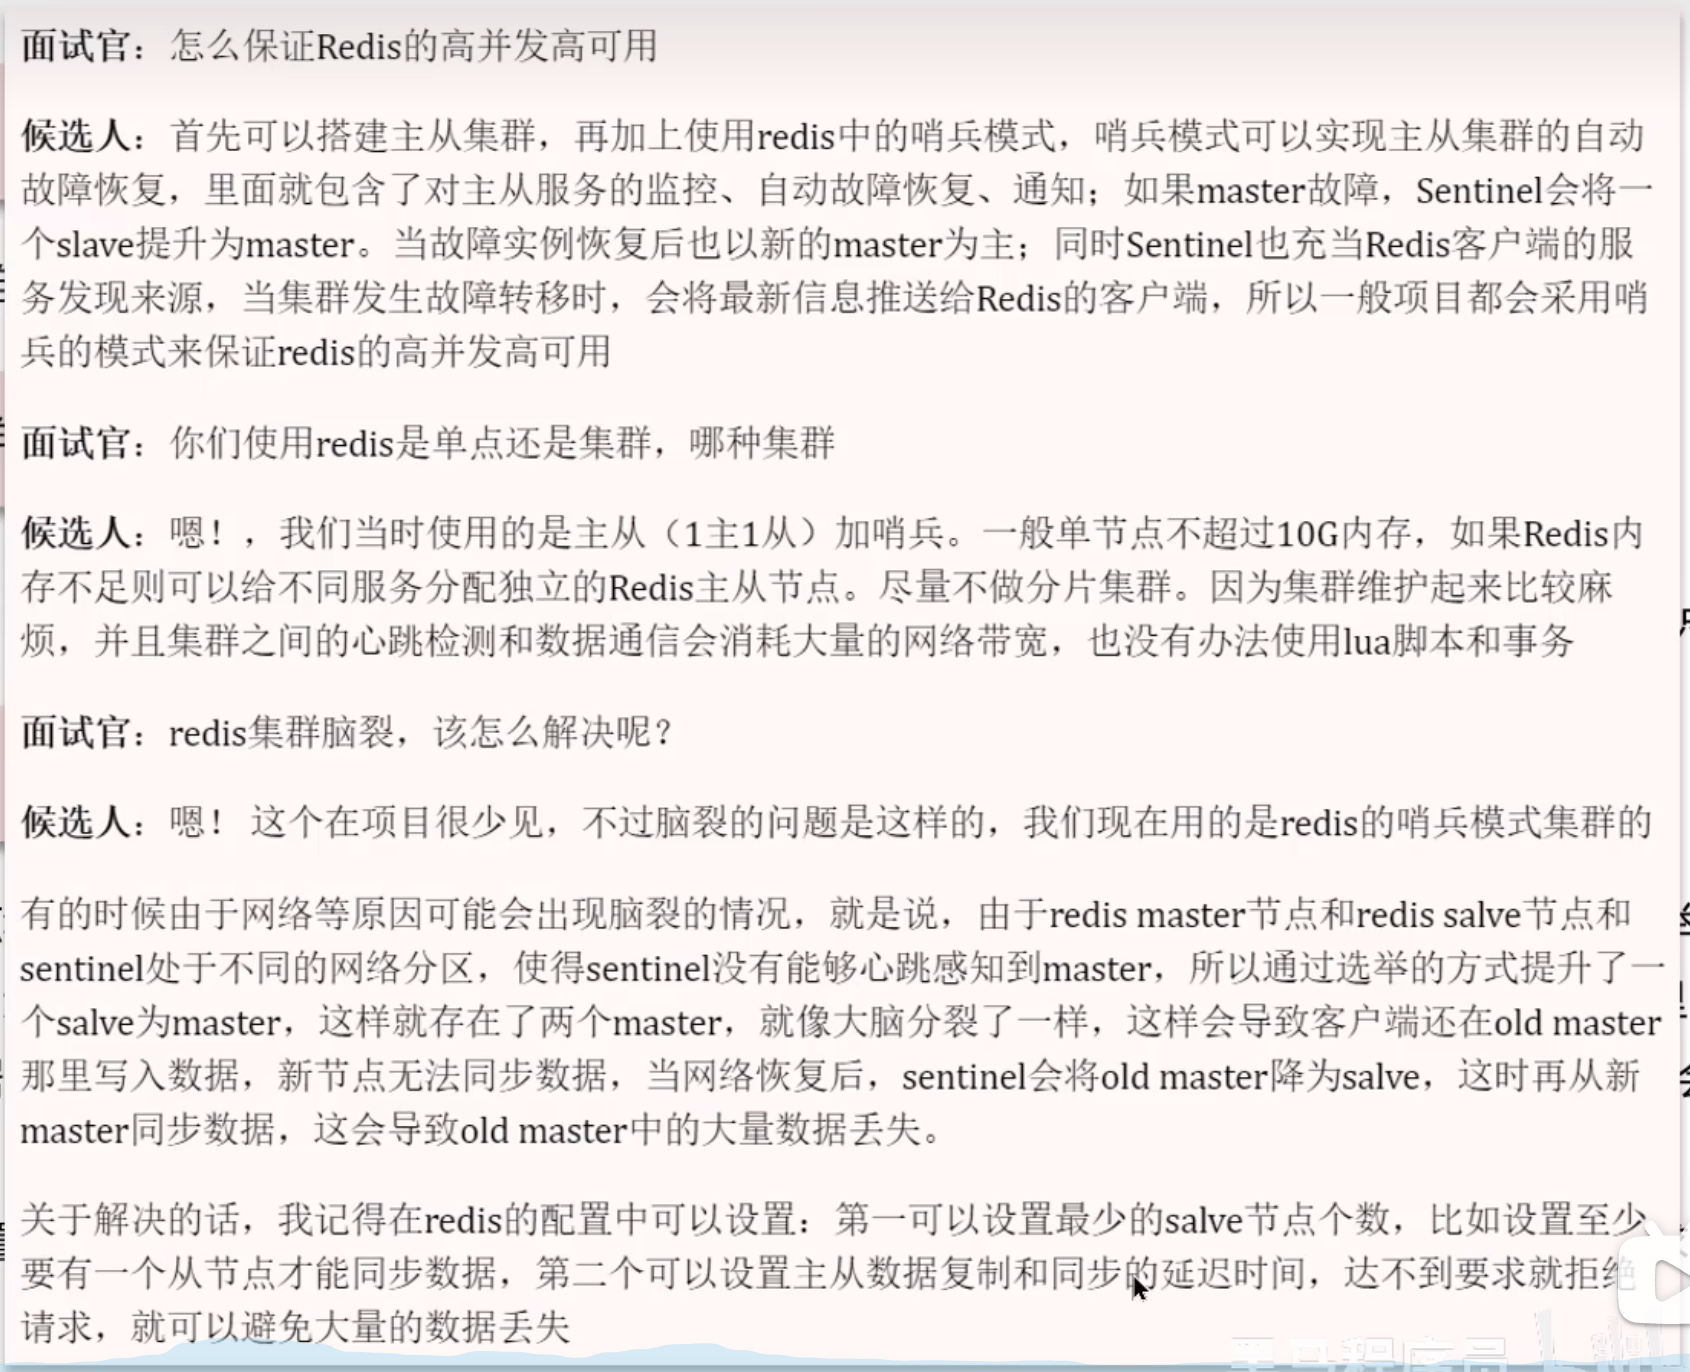 面试官：怎么保证Redis的高并发高可用
候选人：首先可以搭建主从集群，再加上使用redis中的哨兵模式，哨兵模式可以实现主从集群的自动
故障恢复，里面就包含了对主从服务的监控、自动故障恢复、通知；如果master故障，Sentinel会将一
个slave提升为master。当故障实例恢复后也以新的master为主；同时Sentinel也充当Redis客户端的服
务发现来源，当集群发生故障转移时，会将最新信息推送给Redis的客户端，所以一般项目都会采用哨
兵的模式来保证redis的高并发高可用
面试官：你们使用redis是单点还是集群，哪种集群
候选人：嗯！，我们当时使用的是主从（1主1从）加哨兵。一般单节点不超过10G内存，如果Redis内
存不足则可以给不同服务分配独立的Redis主从节点。尽量不做分片集群。因为集群维护起来比较麻
烦，并且集群之间的心跳检测和数据通信会消耗大量的网络带宽，也没有办法使用lua脚本和事务
面试官：redis集群脑裂，该怎么解决呢？
候选人：嗯！ 这个在项目很少见，不过脑裂的问题是这样的，我们现在用的是redis的哨兵模式集群的
有的时候由于网络等原因可能会出现脑裂的情况，就是说，由于redis master节点和redis salve节点和
sentinel处于不同的网络分区，使得sentinel没有能够心跳感知到master，所以通过选举的方式提升了一
个salve为master，这样就存在了两个master，就像大脑分裂了一样，这样会导致客户端还在old master
那里写入数据，新节点无法同步数据，当网络恢复后，sentinel会将old master降为salve，这时再从新
master同步数据，这会导致old master中的大量数据丢失。
关于解决的话，我记得在redis的配置中可以设置：第一可以设置最少的salve节点个数，比如设置至少
要有一个从节点才能同步数据，第二个可以设置主从数据复制和同步的延迟时间，达不到要求就拒绝
请求，就可以避免大量的数据丢失